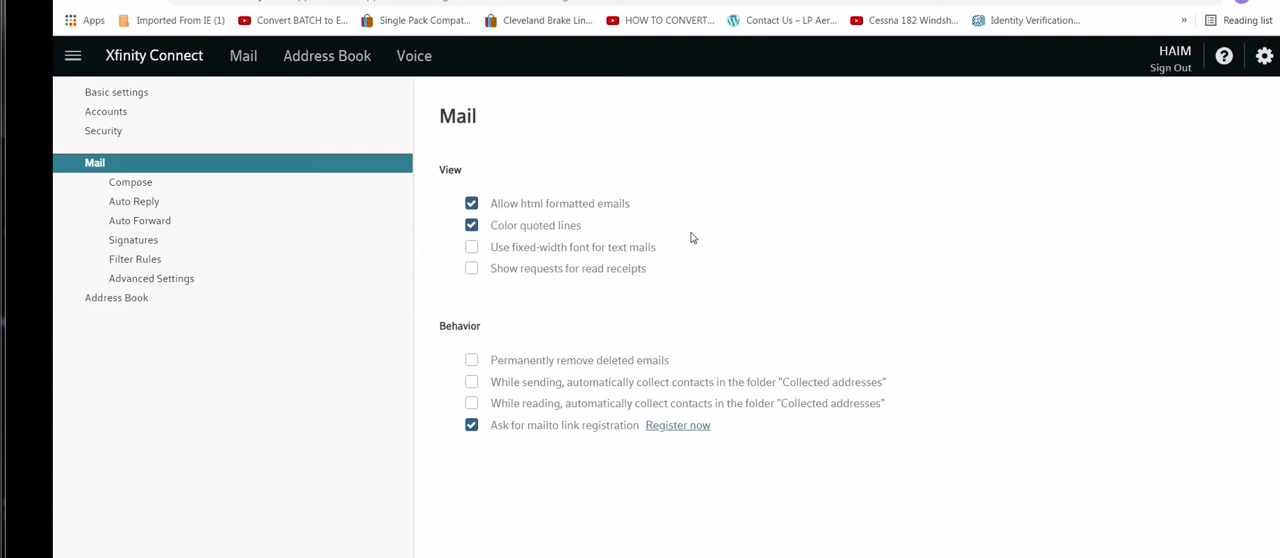 Apps Imported From IE (1) Convert BATCH to E... Single Pack Compat... Cleveland Brake Lin... HOW TO CONVERT... Contact Us – LP Aer... Cessna 182 Windsh... Identity Verification... » Reading list
Xfinity Connect Mail Address Book Voice HAIM
Sign Out
Basic settings
Accounts
Security
Mail
Compose
Auto Reply
Auto Forward
Signatures
Filter Rules
Advanced Settings
Address Book
Mail
View
Allow html formatted emails
Color quoted lines
Use fixed-width font for text mails
Show requests for read receipts
Behavior
Permanently remove deleted emails
While sending, automatically collect contacts in the folder "Collected addresses"
While reading, automatically collect contacts in the folder "Collected addresses"
Ask for mailto link registration Register now